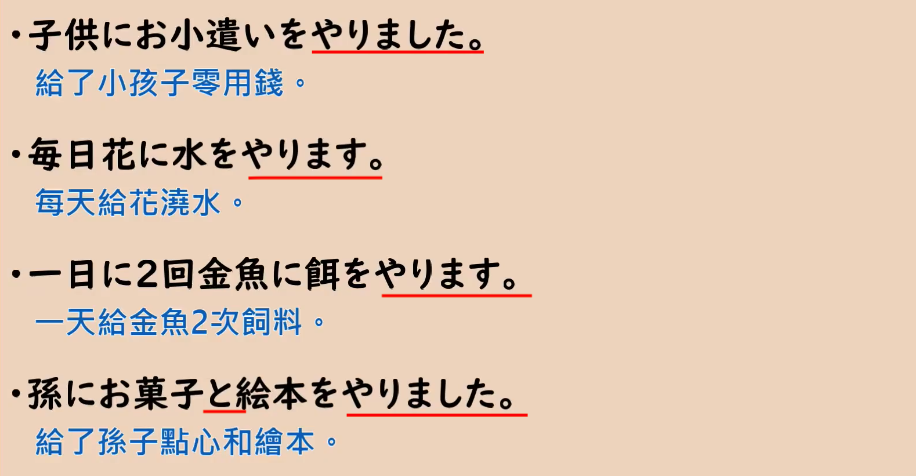 ・子供にお小遣いをやりました。
給了小孩子零用錢。
・毎日花に水をやります。
每天給花澆水。
・一日に2回金魚に餌をやります。
一天給金魚2次飼料。
・孫にお菓子と絵本をやりました。
給了孫子點心和繪本。